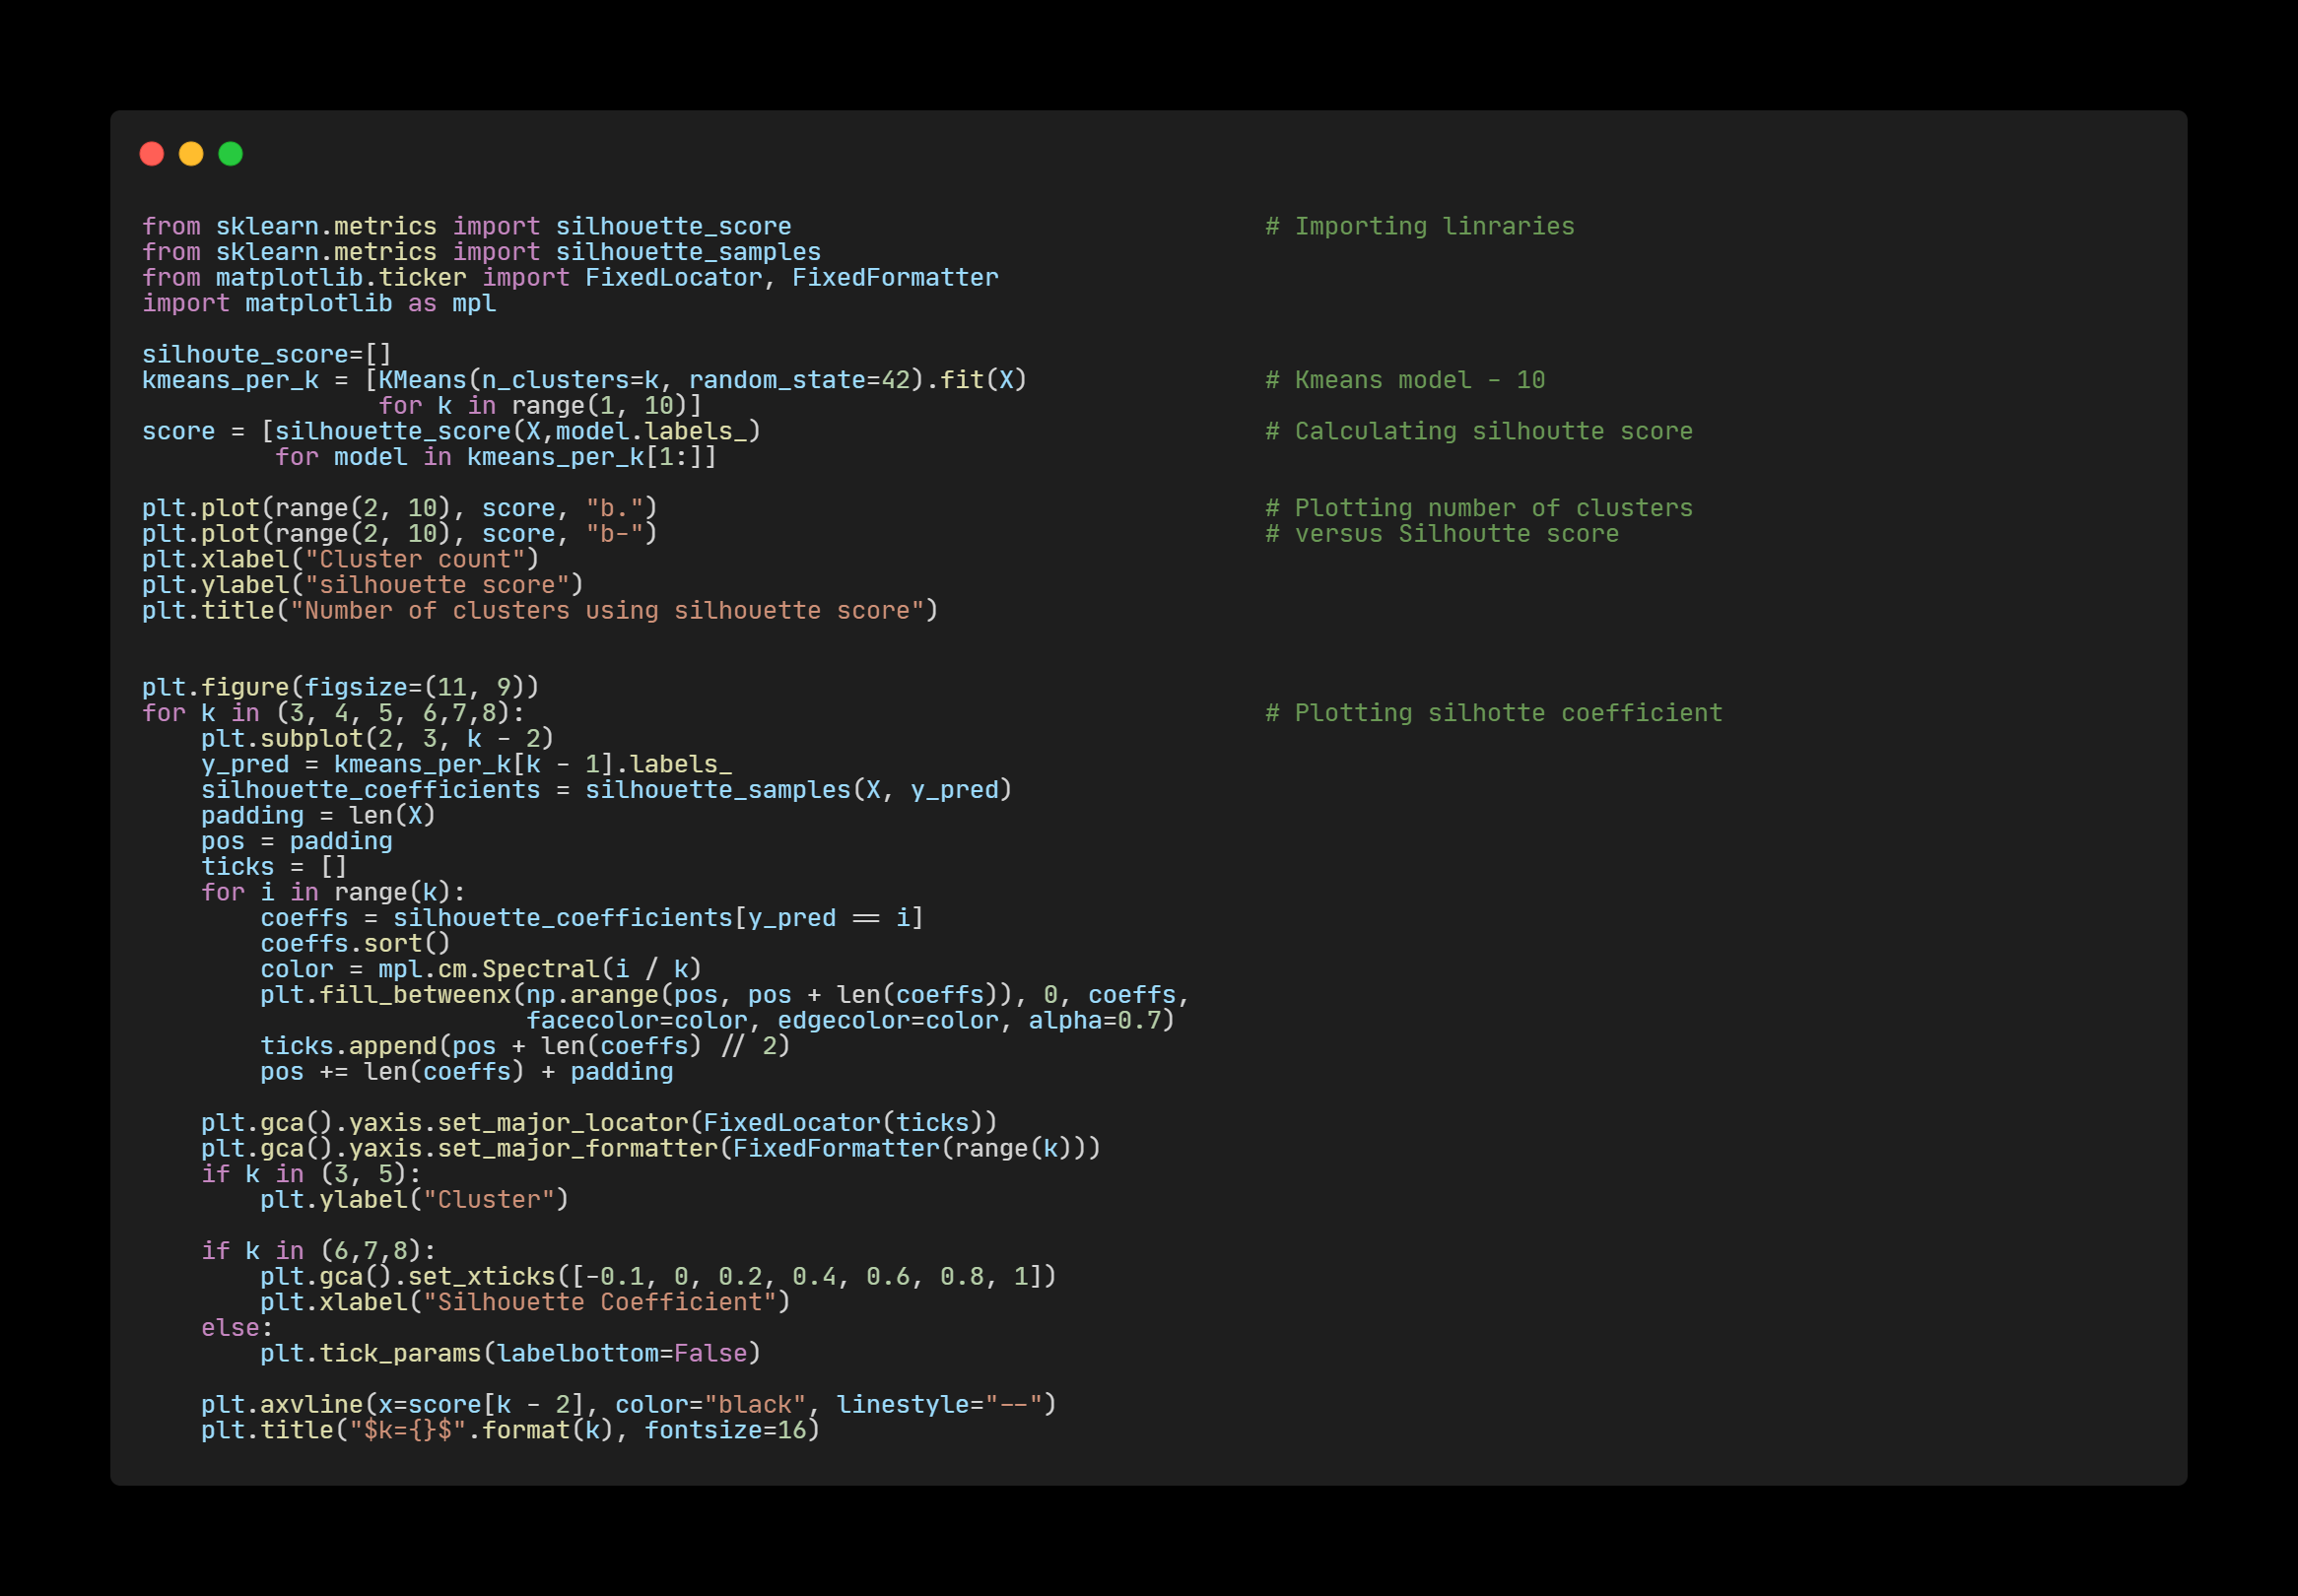 from sklearn.metrics import silhouette_score                                # Importing linraries
from sklearn.metrics import silhouette_samples
from matplotlib.ticker import FixedLocator, FixedFormatter
import matplotlib as mpl

silhoute_score=[]
kmeans_per_k = [KMeans(n_clusters=k, random_state=42).fit(X)                # Kmeans model - 10
                for k in range(1, 10)]
score = [silhouette_score(X,model.labels_)                                  # Calculating silhoutte score
         for model in kmeans_per_k[1:]]

plt.plot(range(2, 10), score, "b.")                                         # Plotting number of clusters
plt.plot(range(2, 10), score, "b-")                                         # versus Silhoutte score
plt.xlabel("Cluster count")
plt.ylabel("silhouette score")
plt.title("Number of clusters using silhouette score")


plt.figure(figsize=(11, 9))
for k in (3, 4, 5, 6,7,8):                                                  # Plotting silhotte coefficient
    plt.subplot(2, 3, k - 2)
    y_pred = kmeans_per_k[k - 1].labels_
    silhouette_coefficients = silhouette_samples(X, y_pred)
    padding = len(X)
    pos = padding
    ticks = []
    for i in range(k):
        coeffs = silhouette_coefficients[y_pred == i]
        coeffs.sort()
        color = mpl.cm.Spectral(i / k)
        plt.fill_betweenx(np.arange(pos, pos + len(coeffs)), 0, coeffs,
                          facecolor=color, edgecolor=color, alpha=0.7)
        ticks.append(pos + len(coeffs) // 2)
        pos += len(coeffs) + padding

    plt.gca().yaxis.set_major_locator(FixedLocator(ticks))
    plt.gca().yaxis.set_major_formatter(FixedFormatter(range(k)))
    if k in (3, 5):
        plt.ylabel("Cluster")

    if k in (6,7,8):
        plt.gca().set_xticks([-0.1, 0, 0.2, 0.4, 0.6, 0.8, 1])
        plt.xlabel("Silhouette Coefficient")
    else:
        plt.tick_params(labelbottom=False)

    plt.axvline(x=score[k - 2], color="black", linestyle="--")
    plt.title("$k={}$".format(k), fontsize=16)